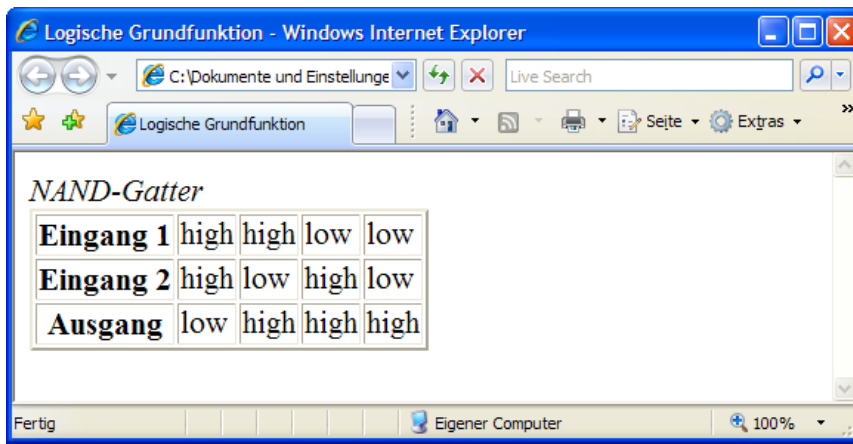 Logische Grundfunktion - Windows Internet Explorer
C:\Dokumente und Einstellunge
Live Search
Logische Grundfunktion
Seite
Extras
»
NAND-Gatter
Eingang 1 high high low low
Eingang 2 high low high low
Ausgang low high high high
Fertig
Eigener Computer
100%